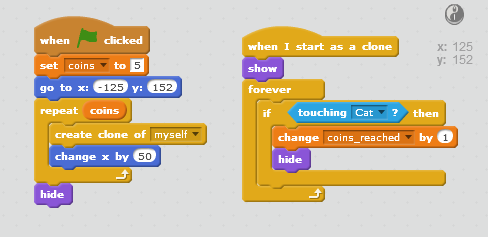 when clicked
set coins to 5
go to x: -125 y: 152
repeat coins
create clone of myself
change x by 50
hide
when I start as a clone
show
forever
if touching Cat ? then
change coins_reached by 1
hide
x: 125
y: 152